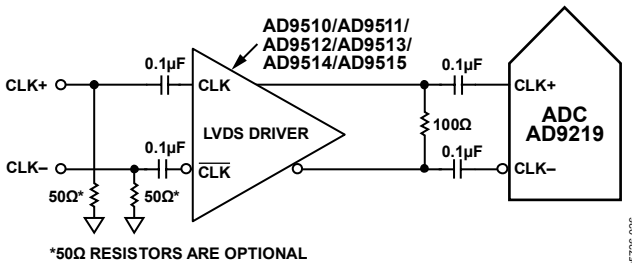 AD9510/AD9511/
AD9512/AD9513/
AD9514/AD9515
0.1µF
0.1µF
CLK+
CLK
CLK+
ADC
AD9219
100Ω
LVDS DRIVER
0.1µF
0.1µF
CLK–
CLK
CLK–
50Ω*
50Ω*
*50Ω RESISTORS ARE OPTIONAL